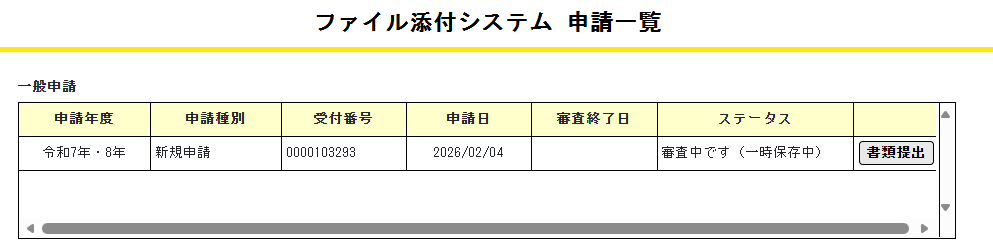 ファイル添付システム 申請一覧
一般申請
申請年度 申請種別 受付番号 申請日 審査終了日 ステータス
令和7年・8年 新規申請 0000103293 2026/02/04 審査中です（一時保存中） 書類提出